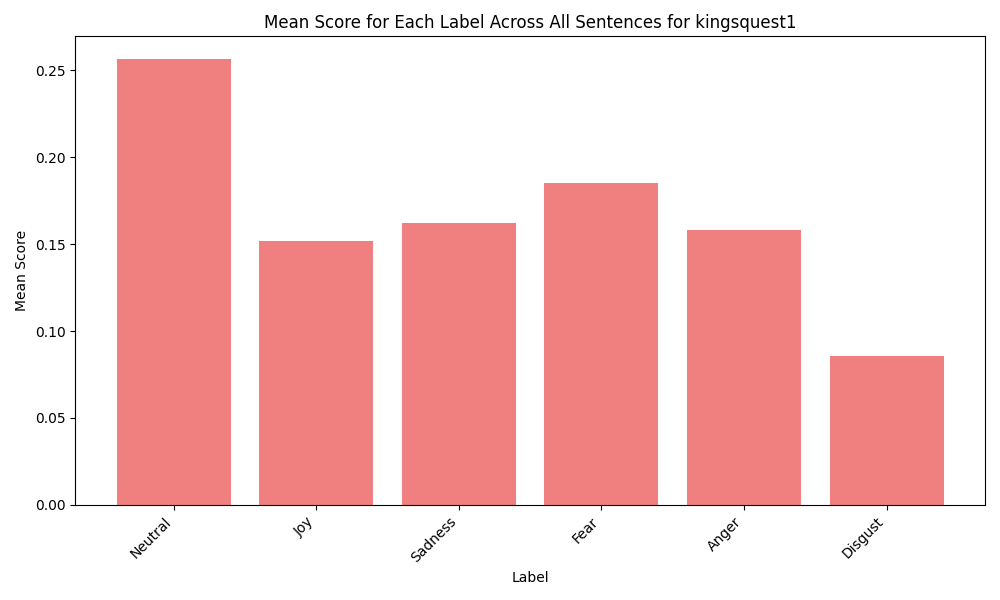 Mean Score for Each Label Across All Sentences for kingsquest1
Mean Score
0.25
0.20
0.15
0.10
0.05
0.00
Neutral
Joy
Sadness
Fear
Anger
Disgust
Label